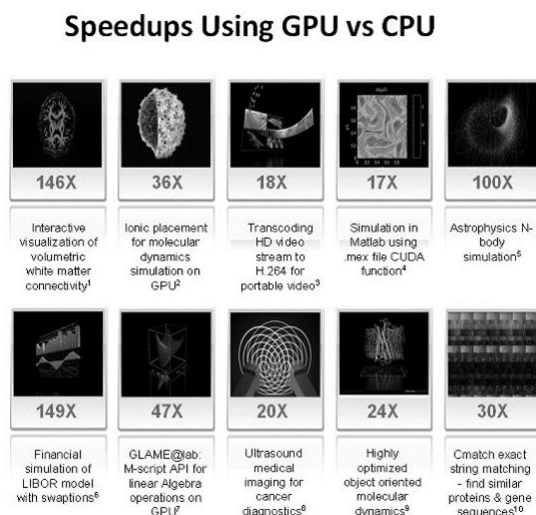 Speedups Using GPU vs CPU
146X
36X
18X
17X
100X
Interactive
visualization of
volumetric
white matter
connectivity¹
Ionic placement
for molecular
dynamics
simulation on
GPU²
Transcoding
HD video
stream to
H.264 for
portable video³
Simulation in
Matlab using
.mex file CUDA
function⁴
Astrophysics N-
body
simulation⁵
149X
47X
20X
24X
30X
Financial
simulation of
LIBOR model
with swaptions⁶
GLAME@lab:
M-script API for
linear Algebra
operations on
GPU⁷
Ultrasound
medical
imaging for
cancer
diagnostics⁸
Highly
optimized
object oriented
molecular
dynamics⁹
Cmatch exact
string matching
- find similar
proteins & gene
sequences¹⁰